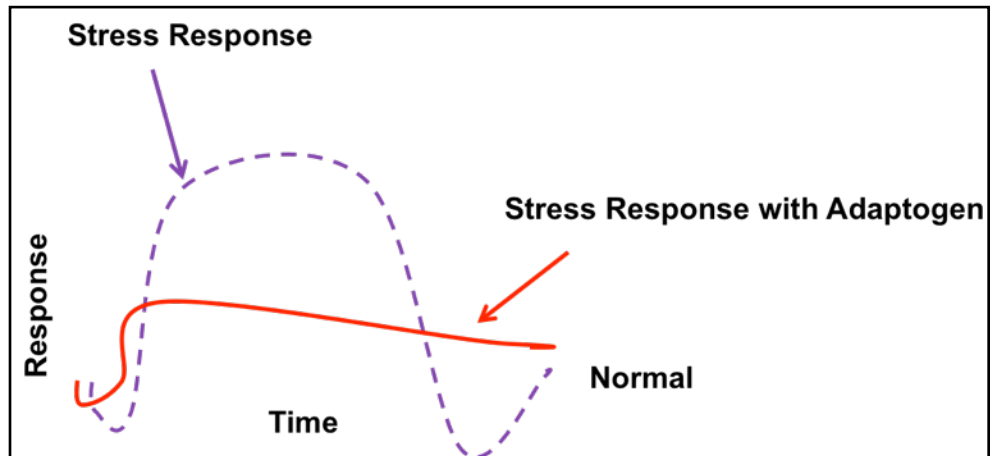 Stress Response
Stress Response with Adaptogen
Response
Normal
Time